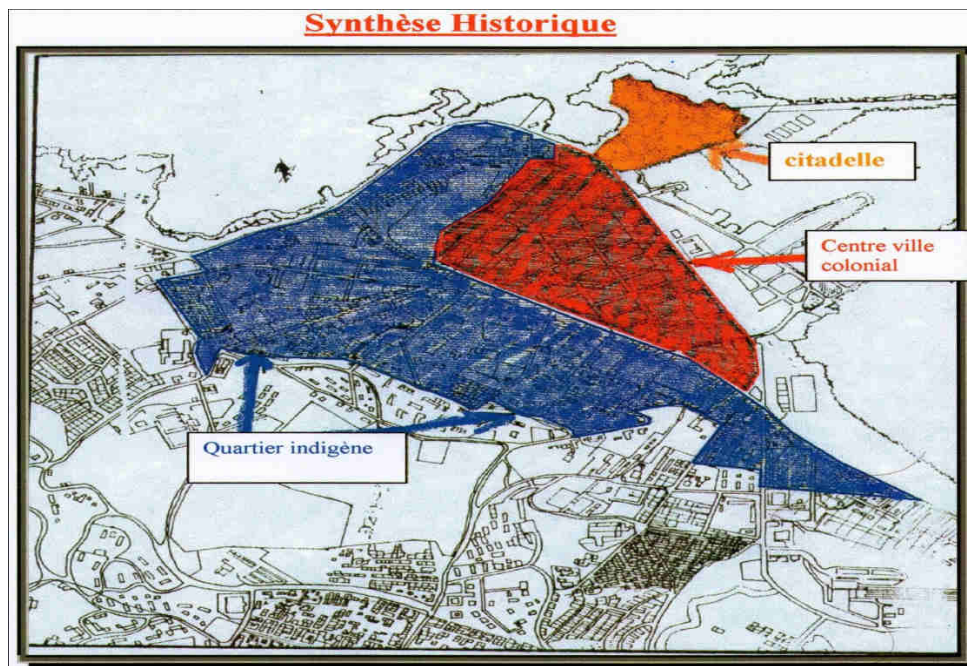 Synthèse Historique
citadelle
Centre ville
colonial
Quartier indigène